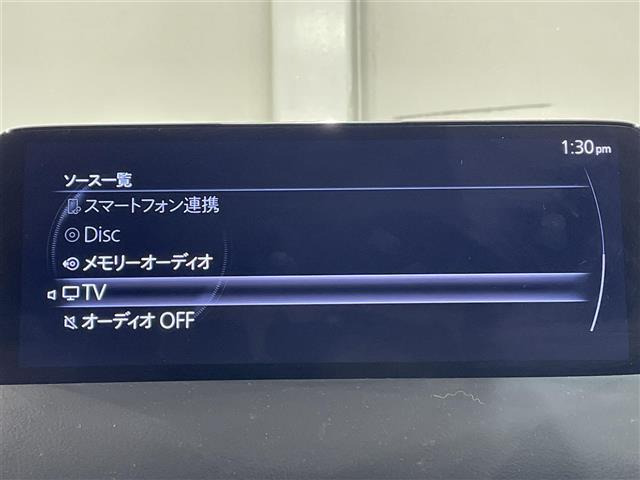 1:30pm
ソース一覧
スマートフォン連携
Disc
メモリーオーディオ
TV
オーディオ OFF